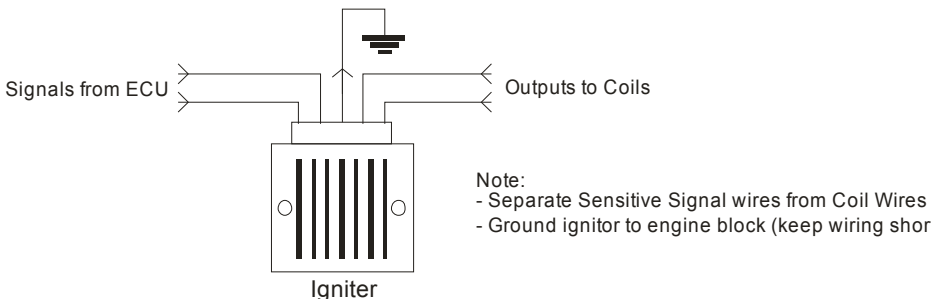 Signals from ECU
Outputs to Coils
Note:
- Separate Sensitive Signal wires from Coil Wires
- Ground ignitor to engine block (keep wiring shor
Igniter